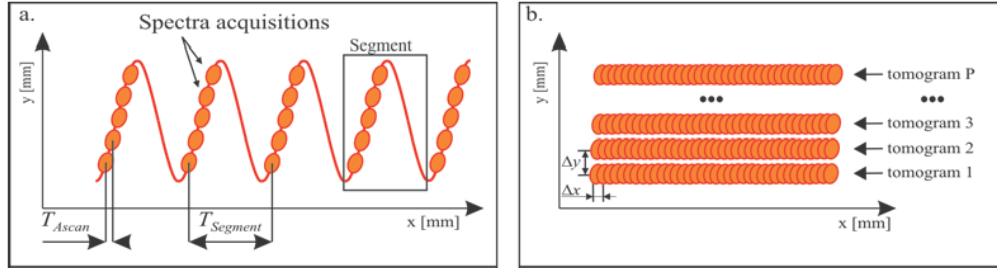 a.
Spectra acquisitions
Segment
y [mm]
T_Ascan
T_Segment
x [mm]
b.
y [mm]
tomogram P
•••
•••
tomogram 3
tomogram 2
tomogram 1
Δy
Δx
x [mm]